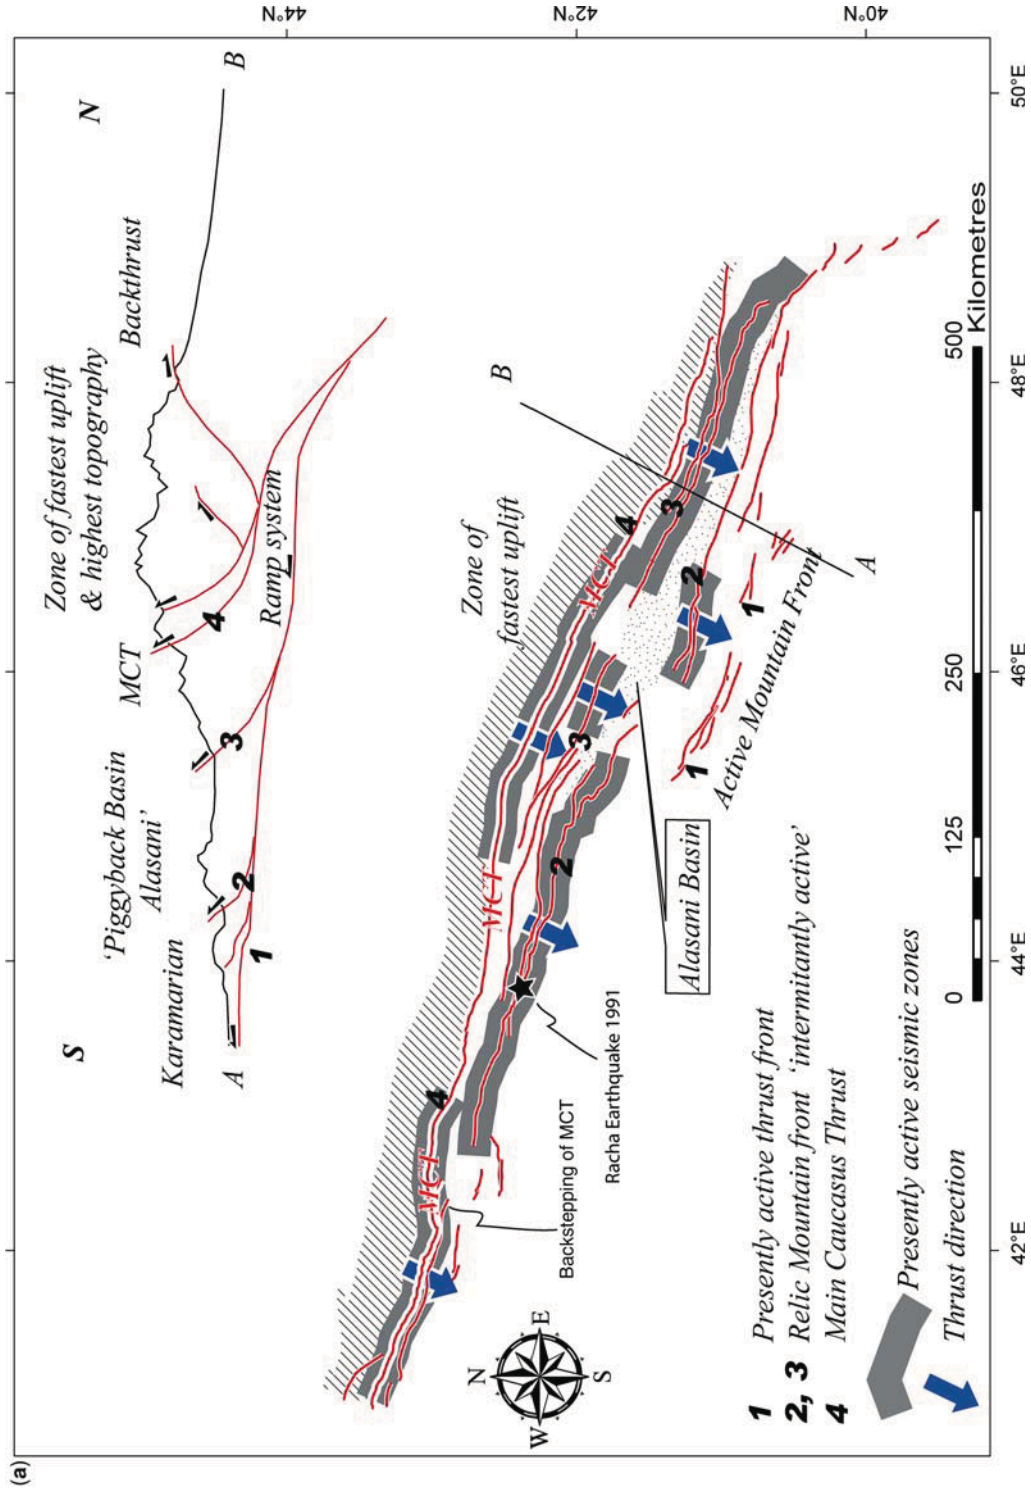 (a)
S
N
Zone of fastest uplift
& highest topography
Backthrust
MCT
'Piggyback Basin
Alasani'
Karamarian
A
B
1
2
3
4
Ramp system
44°N
42°N
40°N
Zone of
fastest uplift
B
MCT
4
MCT
MCT
4
3
3
2
2
1
1
A
Active Mountain Front
Alasani Basin
Backstepping of MCT
Racha Earthquake 1991
N
E
S
W
1 Presently active thrust front
2, 3 Relic Mountain front 'intermitantly active'
4 Main Caucasus Thrust
Presently active seismic zones
Thrust direction
0 125 250 500
Kilometres
42°E 44°E 46°E 48°E 50°E